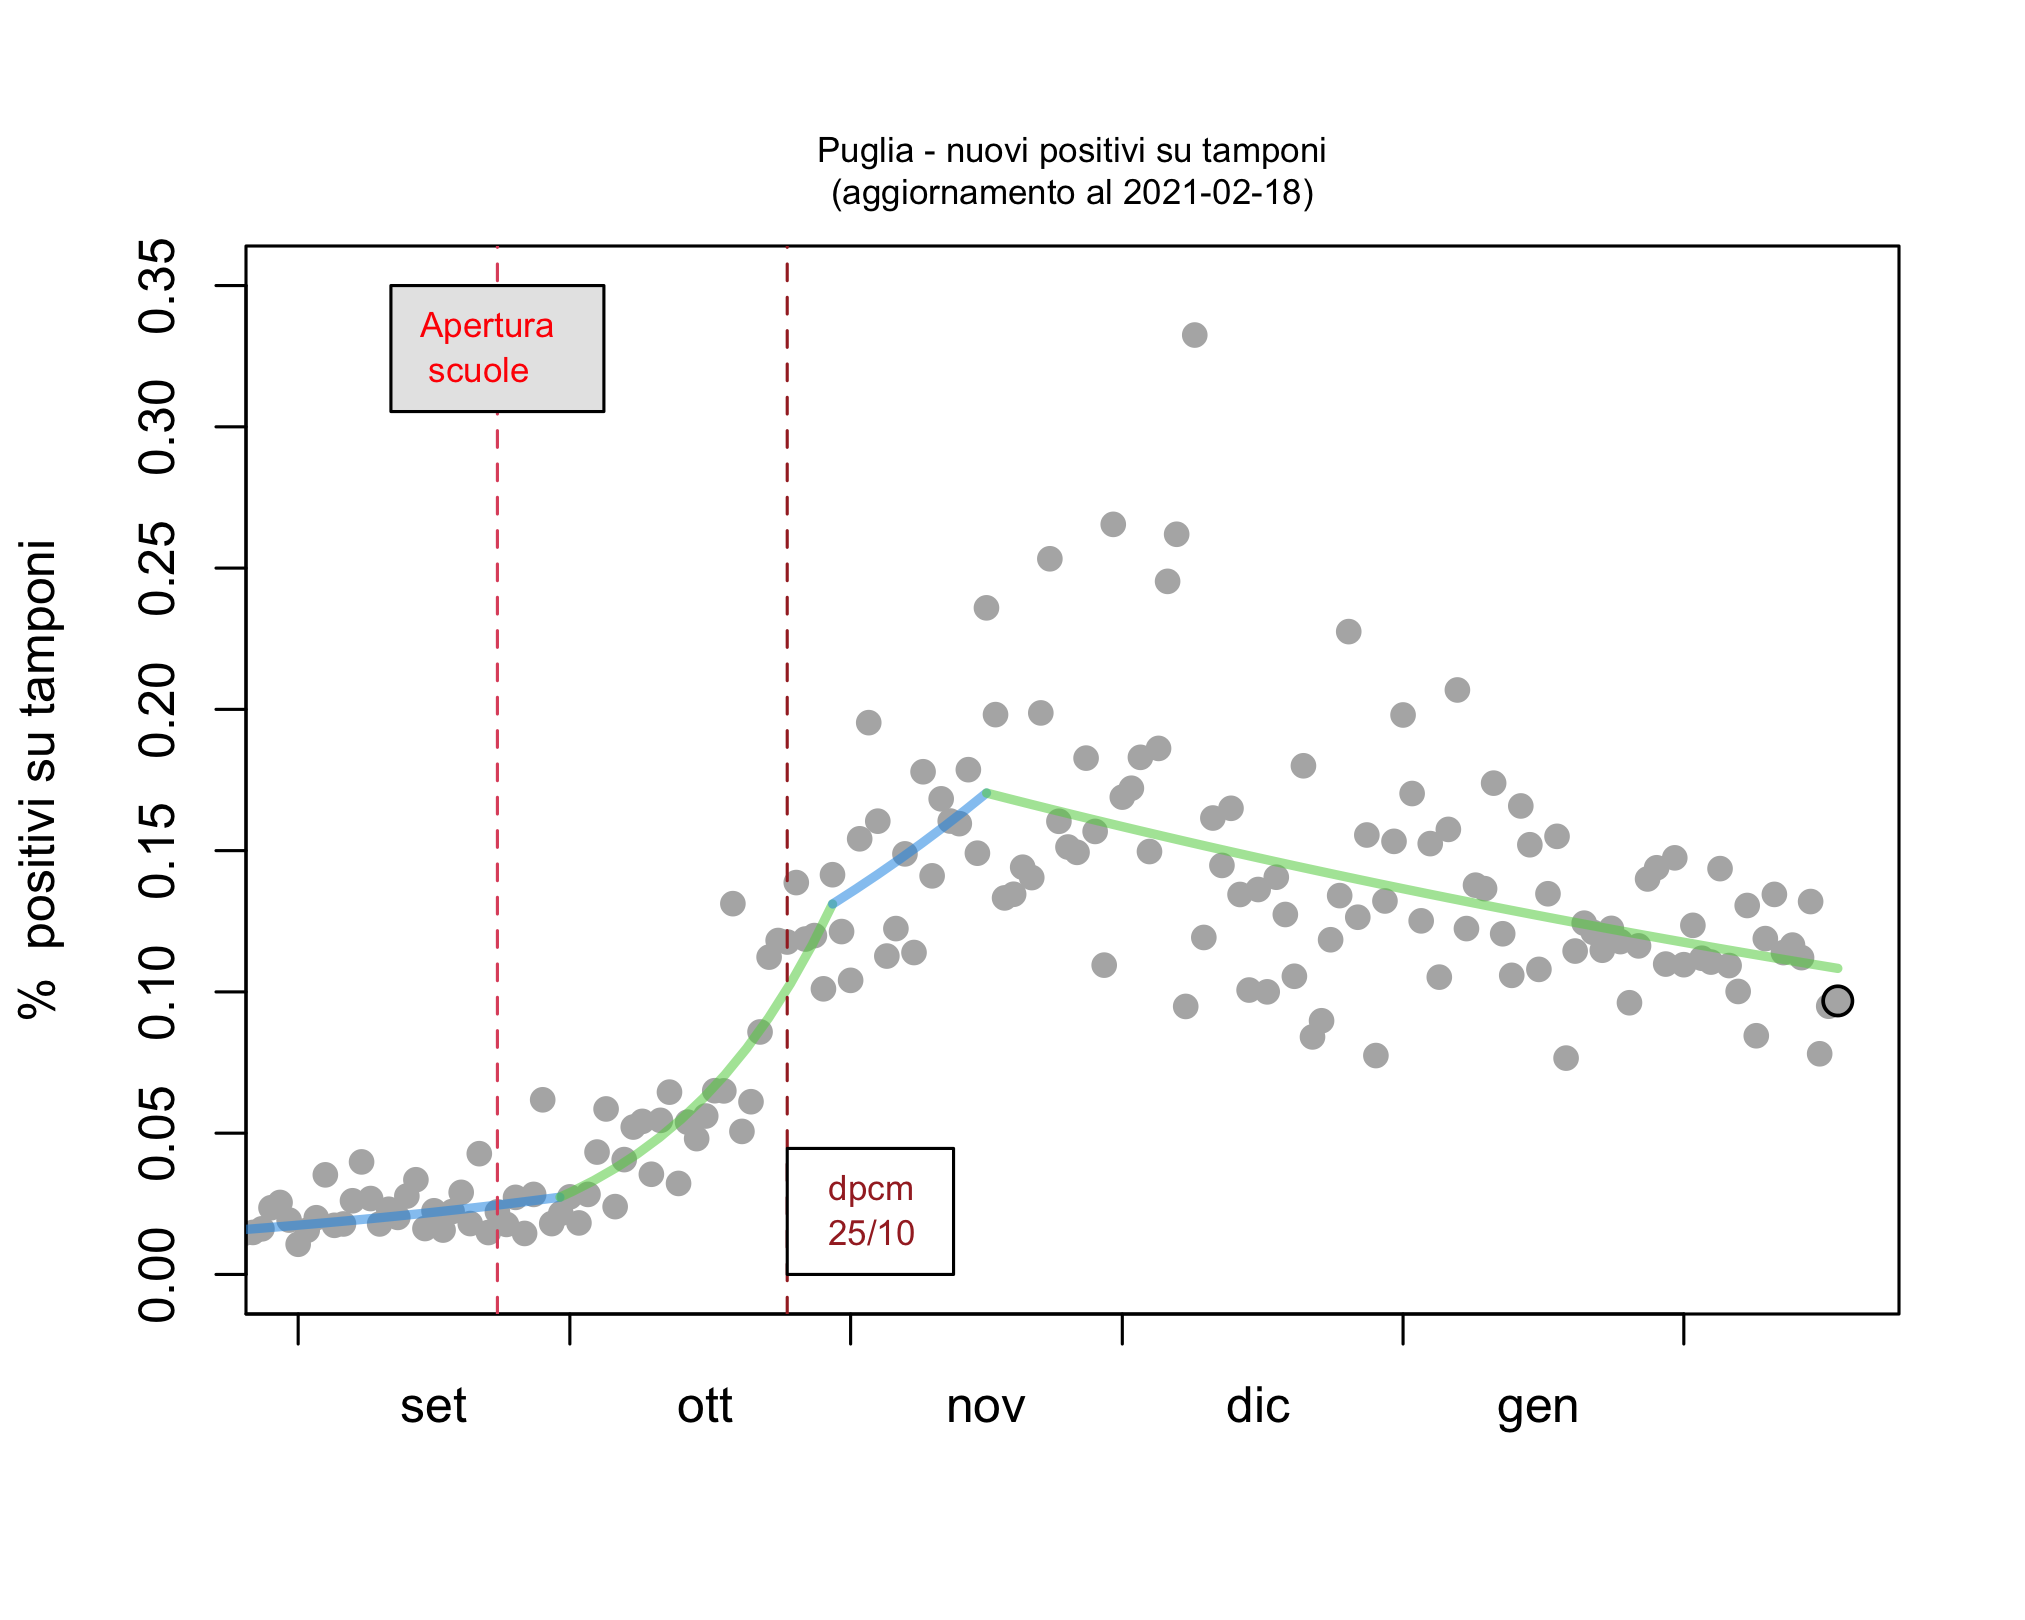 Puglia - nuovi positivi su tamponi
(aggiornamento al 2021-02-18)
% positivi su tamponi
0.35
0.30
0.25
0.20
0.15
0.10
0.05
0.00
Apertura
scuole
dpcm
25/10
set
ott
nov
dic
gen